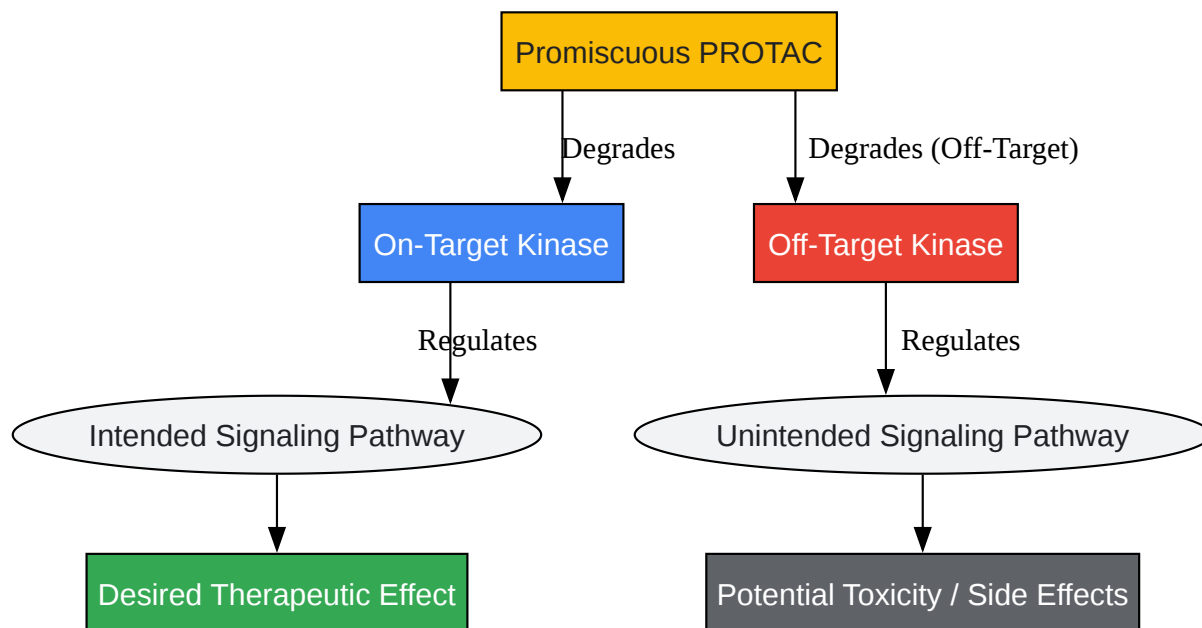 Promiscuous PROTAC
Degrades
Degrades (Off-Target)
On-Target Kinase
Off-Target Kinase
Regulates
Regulates
Intended Signaling Pathway
Unintended Signaling Pathway
Desired Therapeutic Effect
Potential Toxicity / Side Effects